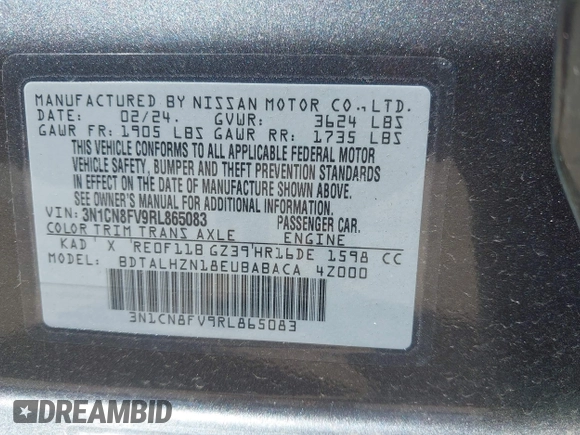 MANUFACTURED BY NISSAN MOTOR CO.,LTD.
DATE: 02/24. GVWR: 3624 LBS
GAWR FR: 1905 LBS GAWR RR: 1735 LBS
THIS VEHICLE CONFORMS TO ALL APPLICABLE FEDERAL MOTOR
VEHICLE SAFETY, BUMPER AND THEFT PREVENTION STANDARDS
IN EFFECT ON THE DATE OF MANUFACTURE SHOWN ABOVE.
SEE OWNER'S MANUAL FOR ADDITIONAL INFORMATION.
VIN: 3N1CN8FV9RL865083 PASSENGER CAR.
COLOR TRIM TRANS AXLE ENGINE
KAD' X 'RE0F11B GZ39'HR16DE 1598 CC
MODEL: BDTALHZN18EUBABACA 4Z000
3N1CN8FV9RL865083
DREAMBID